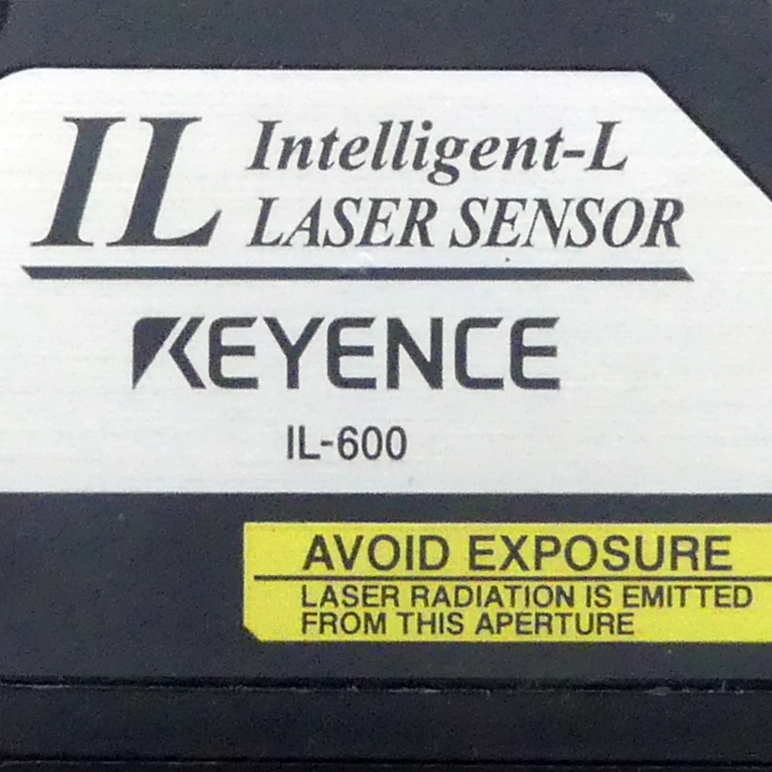 IL Intelligent-L
LASER SENSOR
KEYENCE
IL-600
AVOID EXPOSURE
LASER RADIATION IS EMITTED
FROM THIS APERTURE